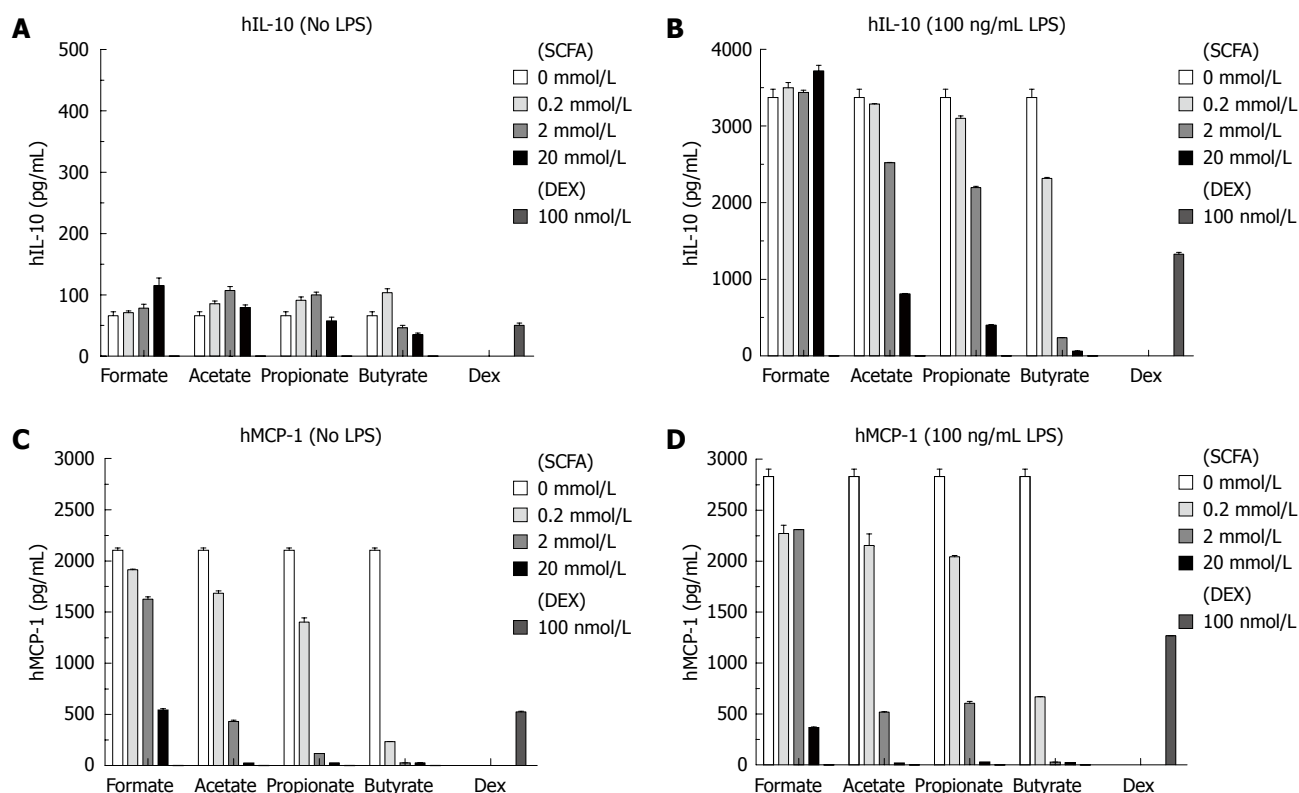 A
hIL-10 (No LPS)
hIL-10 (pg/mL)
500
400
300
200
100
0
Formate Acetate Propionate Butyrate Dex
(SCFA)
0 mmol/L
0.2 mmol/L
2 mmol/L
20 mmol/L
(DEX)
100 nmol/L
B
hIL-10 (100 ng/mL LPS)
hIL-10 (pg/mL)
4000
3000
2000
1000
0
Formate Acetate Propionate Butyrate Dex
(SCFA)
0 mmol/L
0.2 mmol/L
2 mmol/L
20 mmol/L
(DEX)
100 nmol/L
C
hMCP-1 (No LPS)
hMCP-1 (pg/mL)
3000
2500
2000
1500
1000
500
0
Formate Acetate Propionate Butyrate Dex
(SCFA)
0 mmol/L
0.2 mmol/L
2 mmol/L
20 mmol/L
(DEX)
100 nmol/L
D
hMCP-1 (100 ng/mL LPS)
hMCP-1 (pg/mL)
3000
2500
2000
1500
1000
500
0
Formate Acetate Propionate Butyrate Dex
(SCFA)
0 mmol/L
0.2 mmol/L
2 mmol/L
20 mmol/L
(DEX)
100 nmol/L